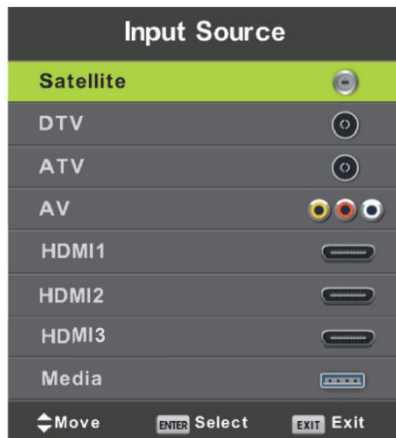 Input Source
Satellite
DTV
ATV
AV
HDMI1
HDMI2
HDMI3
Media
Move ENTER Select EXIT Exit